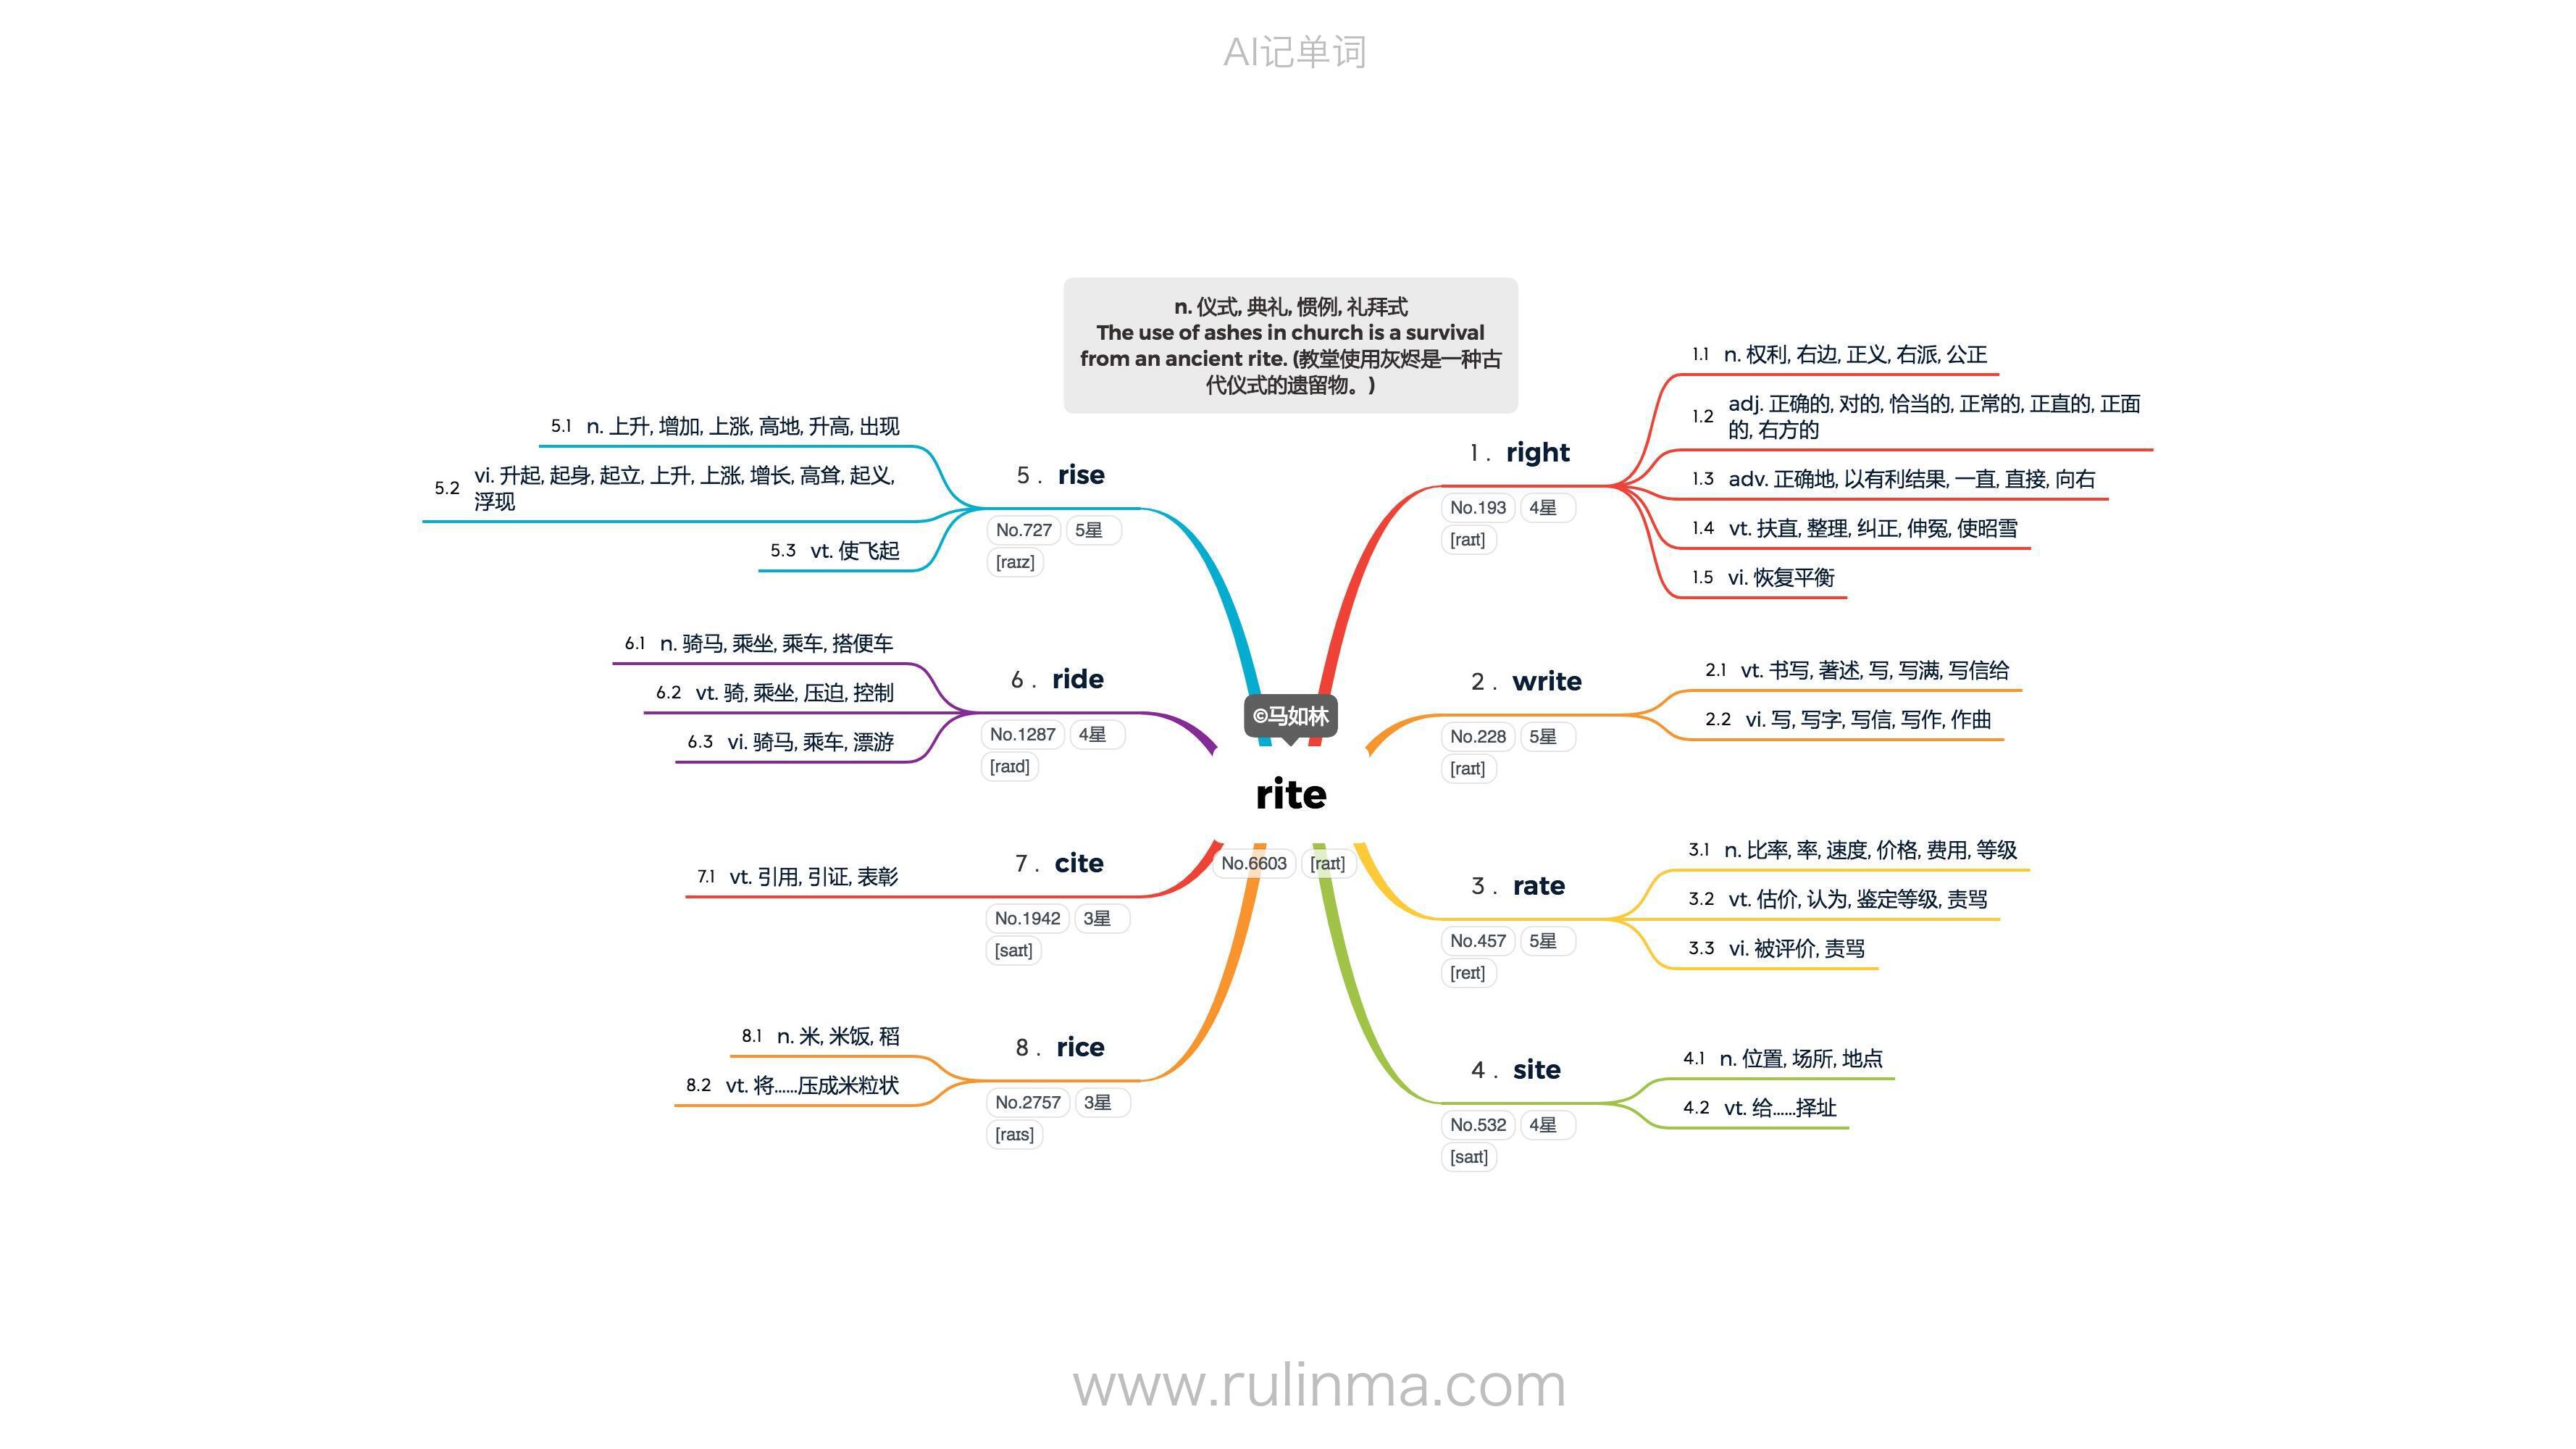 AI记单词
n. 仪式, 典礼, 惯例, 礼拜式
The use of ashes in church is a survival
from an ancient rite. (教堂使用灰烬是一种古
代仪式的遗留物。)
©马如林
rite
No.6603 [raɪt]
1. right
No.193 4星
[raɪt]
1.1 n. 权利, 右边, 正义, 右派, 公正
1.2 adj. 正确的, 对的, 恰当的, 正常的, 正直的, 正面
的, 右方的
1.3 adv. 正确地, 以有利结果, 一直, 直接, 向右
1.4 vt. 扶直, 整理, 纠正, 伸冤, 使昭雪
1.5 vi. 恢复平衡
2. write
No.228 5星
[raɪt]
2.1 vt. 书写, 著述, 写, 写满, 写信给
2.2 vi. 写, 写字, 写信, 写作, 作曲
3. rate
No.457 5星
[reɪt]
3.1 n. 比率, 率, 速度, 价格, 费用, 等级
3.2 vt. 估价, 认为, 鉴定等级, 责骂
3.3 vi. 被评价, 责骂
4. site
No.532 4星
[saɪt]
4.1 n. 位置, 场所, 地点
4.2 vt. 给......择址
5. rise
No.727 5星
[raɪz]
5.1 n. 上升, 增加, 上涨, 高地, 升高, 出现
5.2 vi. 升起, 起身, 起立, 上升, 上涨, 增长, 高耸, 起义,
浮现
5.3 vt. 使飞起
6. ride
No.1287 4星
[raɪd]
6.1 n. 骑马, 乘坐, 乘车, 搭便车
6.2 vt. 骑, 乘坐, 压迫, 控制
6.3 vi. 骑马, 乘车, 漂游
7. cite
No.1942 3星
[saɪt]
7.1 vt. 引用, 引证, 表彰
8. rice
No.2757 3星
[raɪs]
8.1 n. 米, 米饭, 稻
8.2 vt. 将......压成米粒状
www.rulinma.com